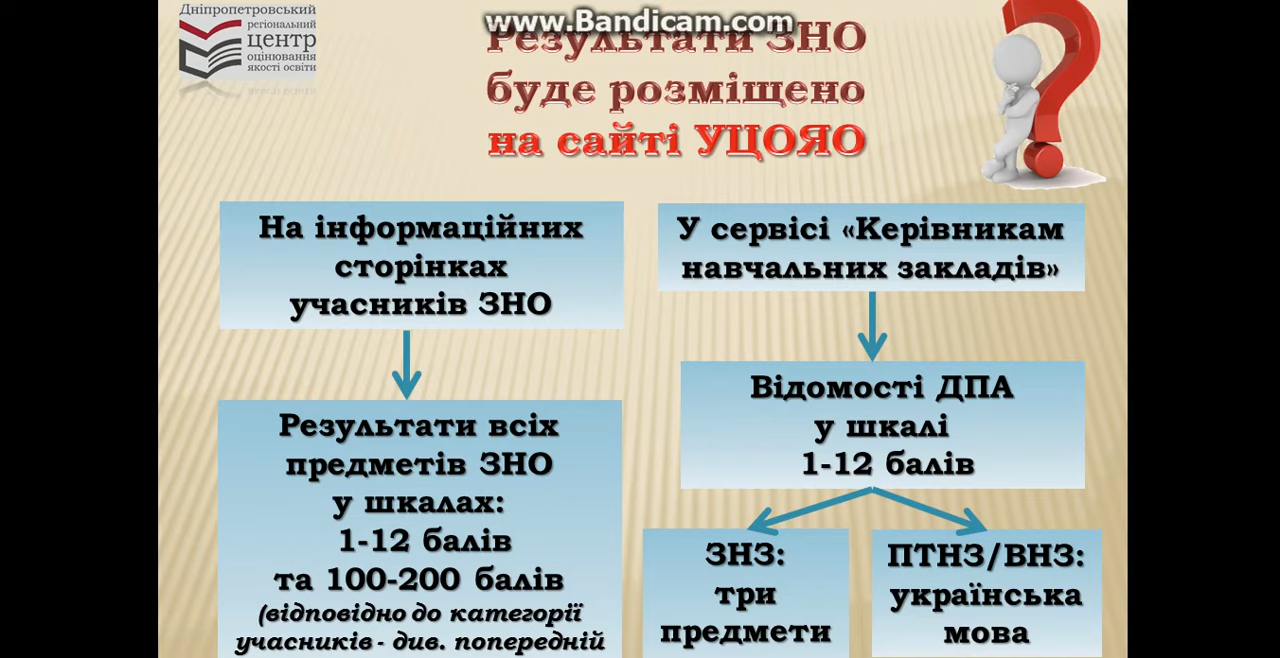 Дніпропетровський
регіональний
центр
оцінювання
якості освіти
www.Bandicam.com
Результати ЗНО
буде розміщено
на сайті УЦОЯО
На інформаційних
сторінках
учасників ЗНО
Результати всіх
предметів ЗНО
у шкалах:
1-12 балів
та 100-200 балів
(відповідно до категорії
учасників - див. попередній
У сервісі «Керівникам
навчальних закладів»
Відомості ДПА
у шкалі
1-12 балів
ЗНЗ:
три
предмети
ПТНЗ/ВНЗ:
українська
мова